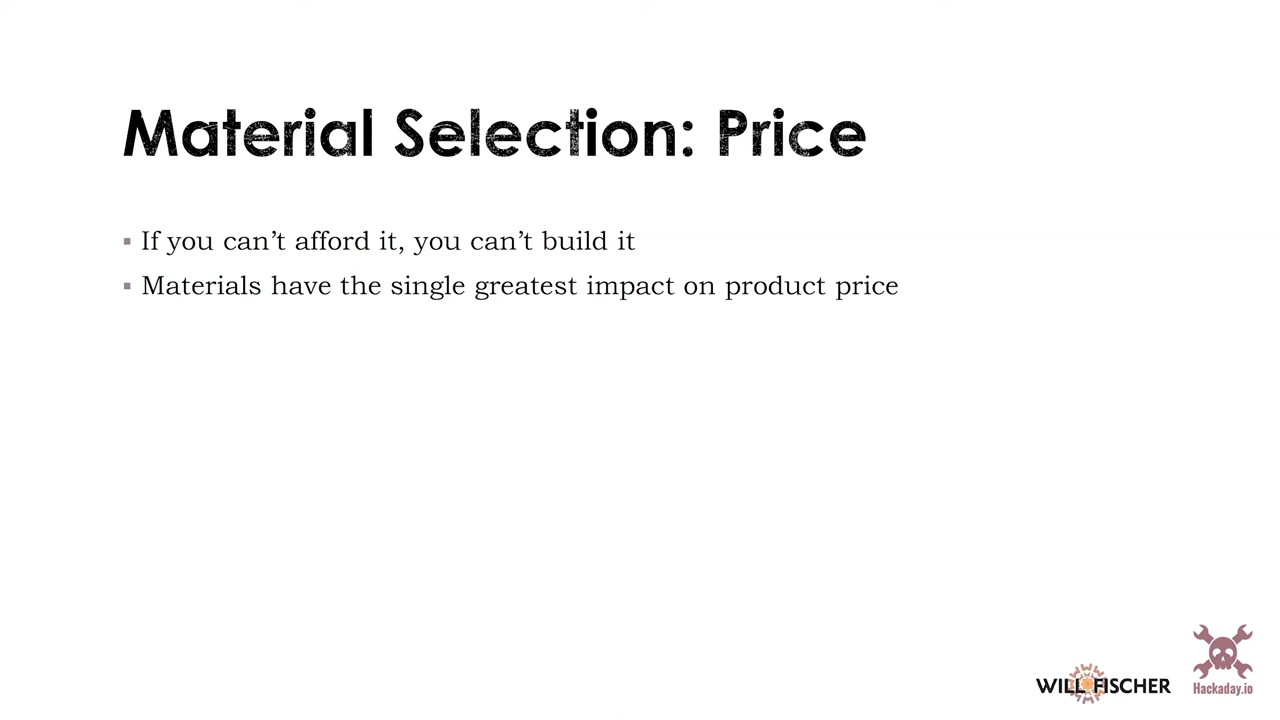 Material Selection: Price
▪ If you can’t afford it, you can’t build it
▪ Materials have the single greatest impact on product price
WILL FISCHER
Hackaday.io